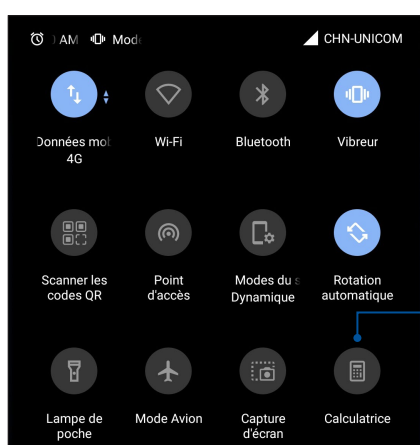 AM Mode
CHN-UNICOM
Données mo
Wi-Fi
Bluetooth
Vibreur
4G
Scanner les
codes QR
Point
d'accès
Modes du s
Dynamique
Rotation
automatique
Lampe de
poche
Mode Avion
Capture
d'écran
Calculatrice